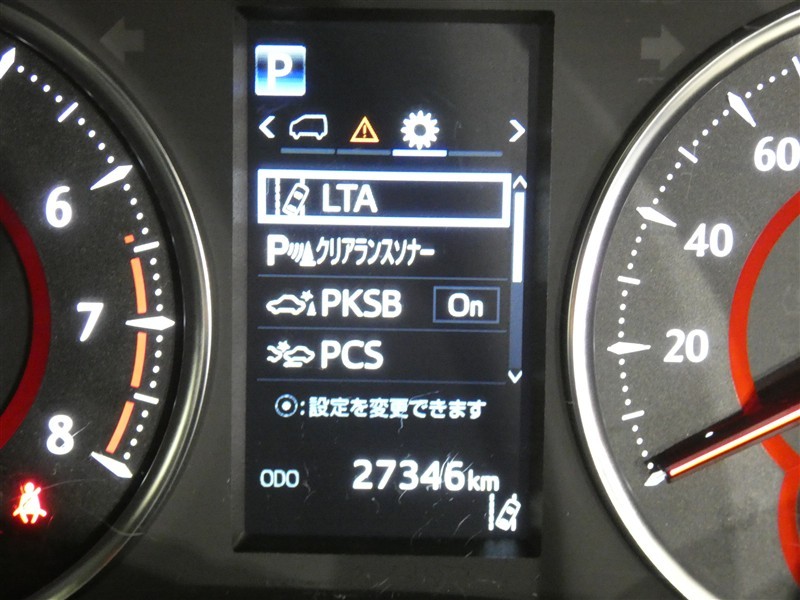 P
LTA
Pクリアランスソナー
PKSB On
PCS
:設定を変更できます
ODO 27346km
6
7
8
60
40
20